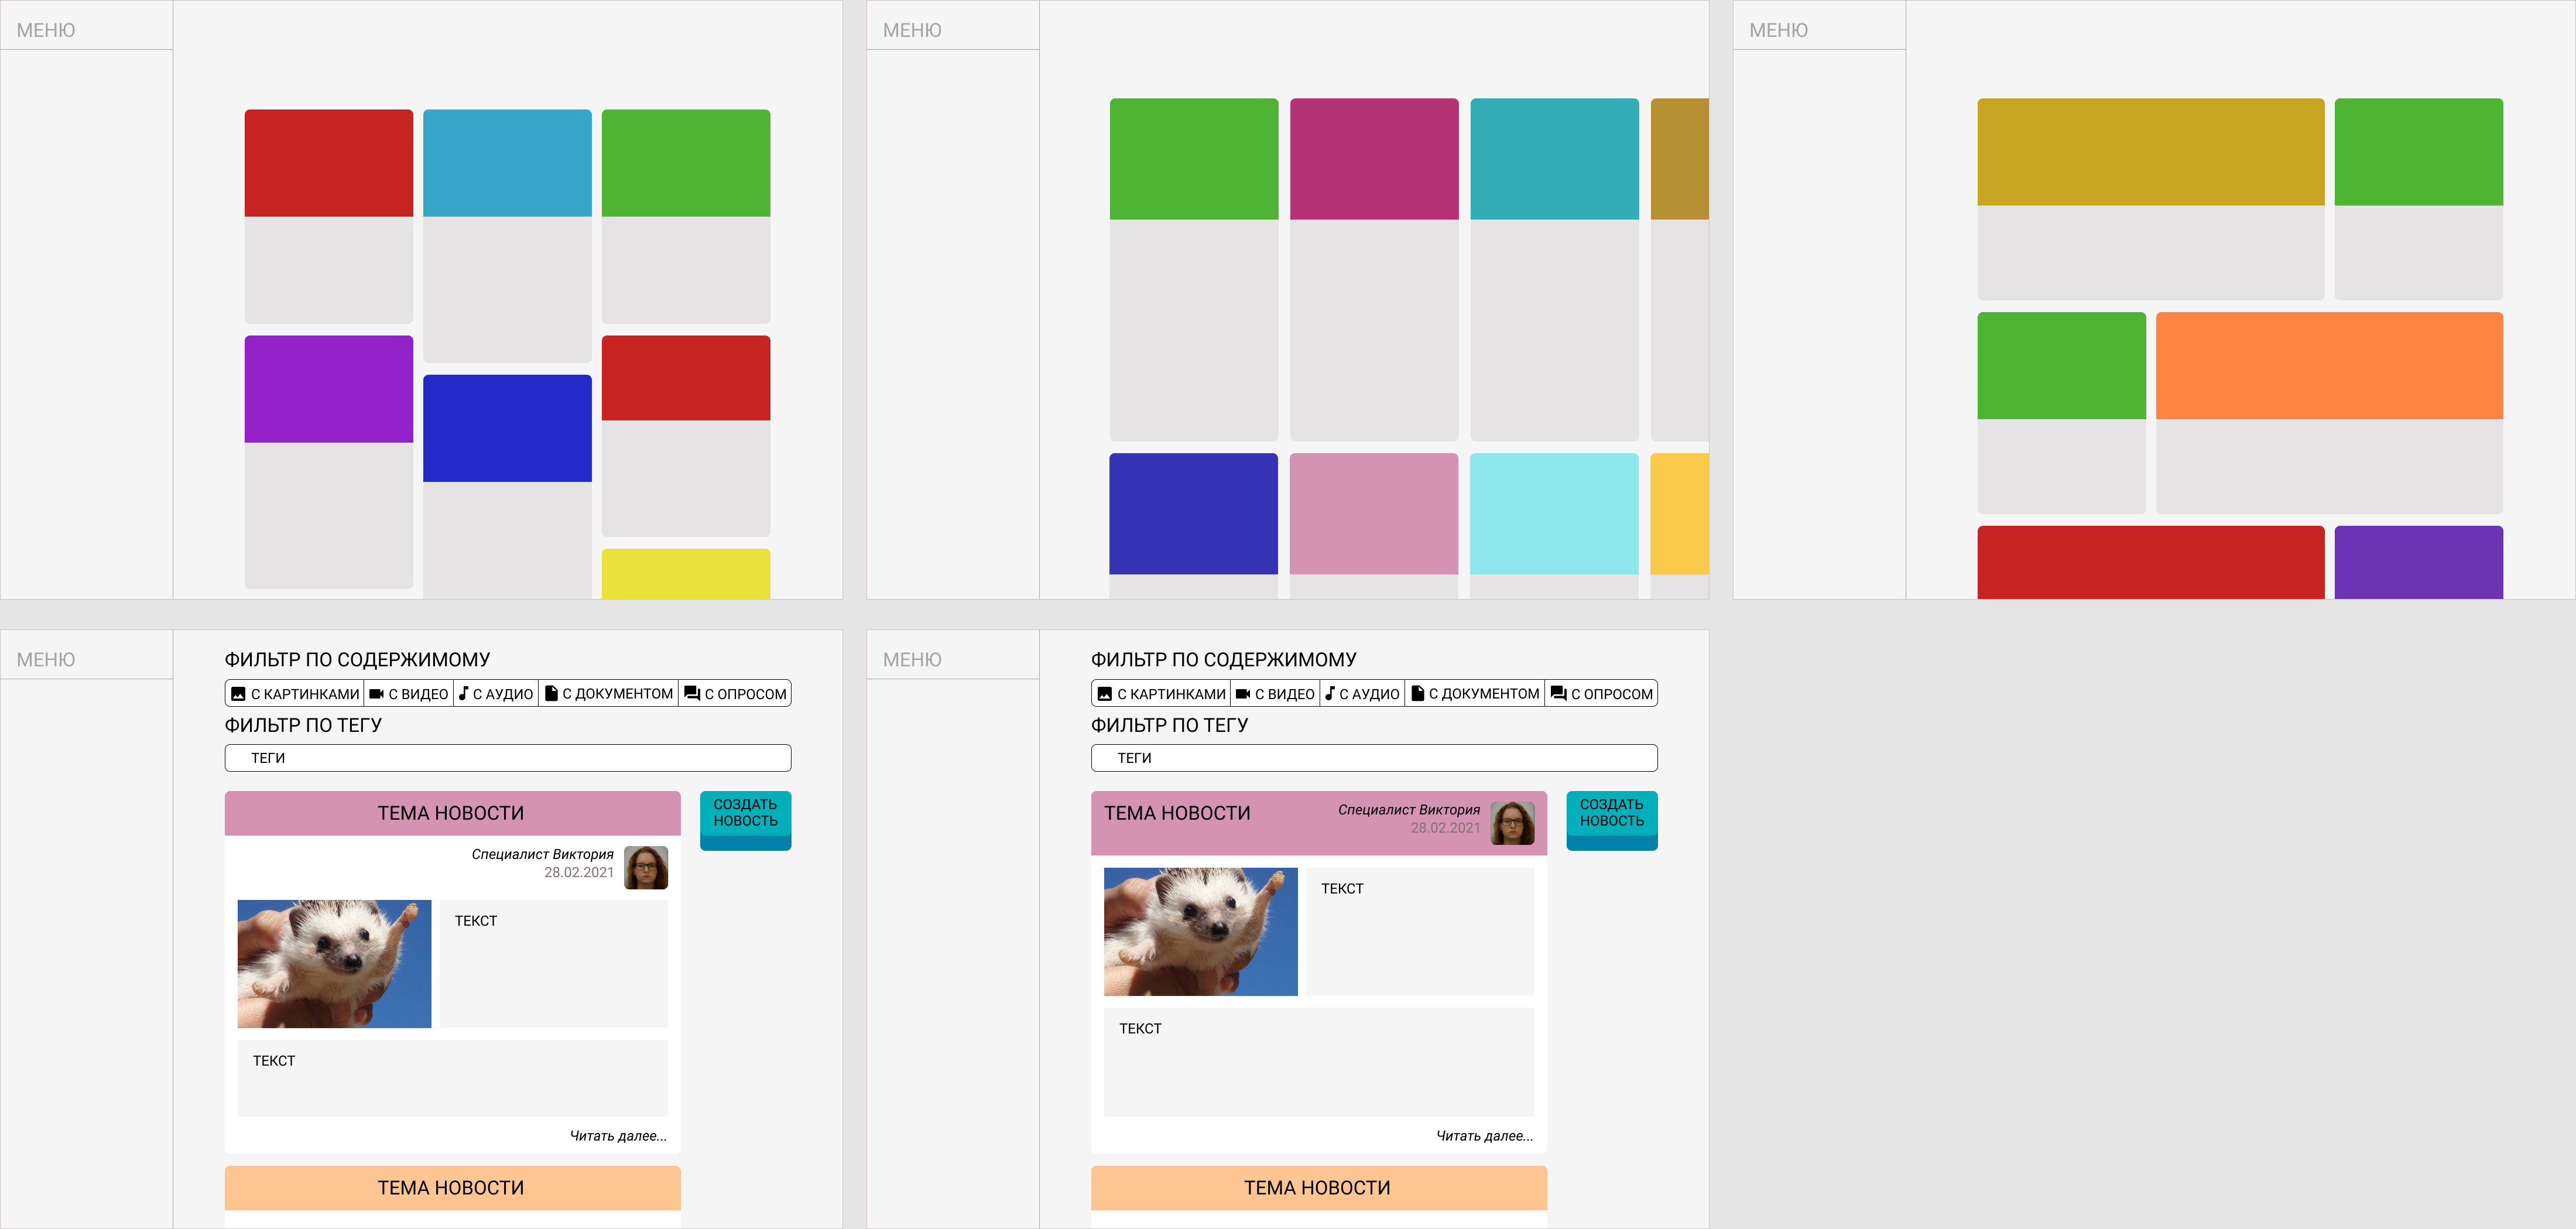 МЕНЮ
МЕНЮ
МЕНЮ
МЕНЮ
ФИЛЬТР ПО СОДЕРЖИМОМУ
С КАРТИНКАМИ С ВИДЕО С АУДИО С ДОКУМЕНТОМ С ОПРОСОМ
ФИЛЬТР ПО ТЕГУ
ТЕГИ
ТЕМА НОВОСТИ
СОЗДАТЬ
НОВОСТЬ
Специалист Виктория
28.02.2021
ТЕКСТ
ТЕКСТ
Читать далее...
ТЕМА НОВОСТИ
МЕНЮ
ФИЛЬТР ПО СОДЕРЖИМОМУ
С КАРТИНКАМИ С ВИДЕО С АУДИО С ДОКУМЕНТОМ С ОПРОСОМ
ФИЛЬТР ПО ТЕГУ
ТЕГИ
ТЕМА НОВОСТИ
Специалист Виктория
28.02.2021
СОЗДАТЬ
НОВОСТЬ
ТЕКСТ
ТЕКСТ
Читать далее...
ТЕМА НОВОСТИ